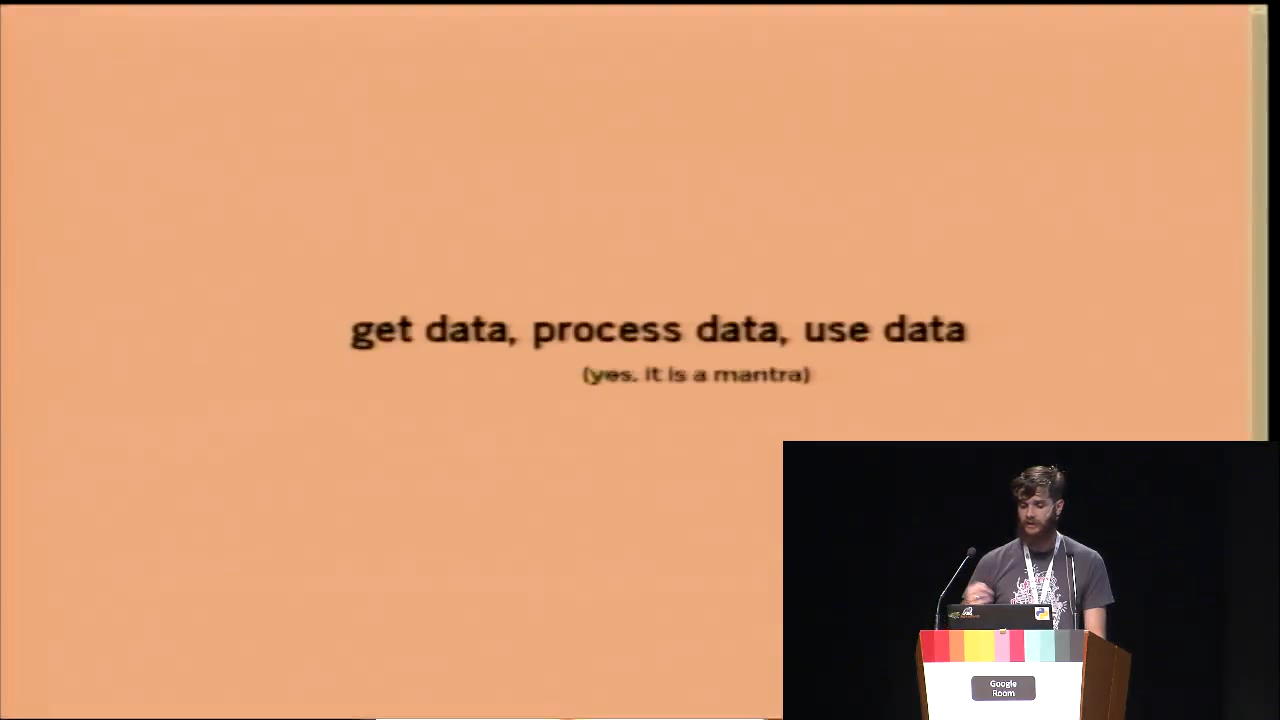 get data, process data, use data
(yes, it is a mantra)
Google
Room